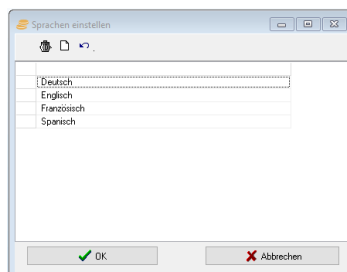 Sprachen einstellen
Deutsch
Englisch
Französisch
Spanisch
OK
Abbrechen